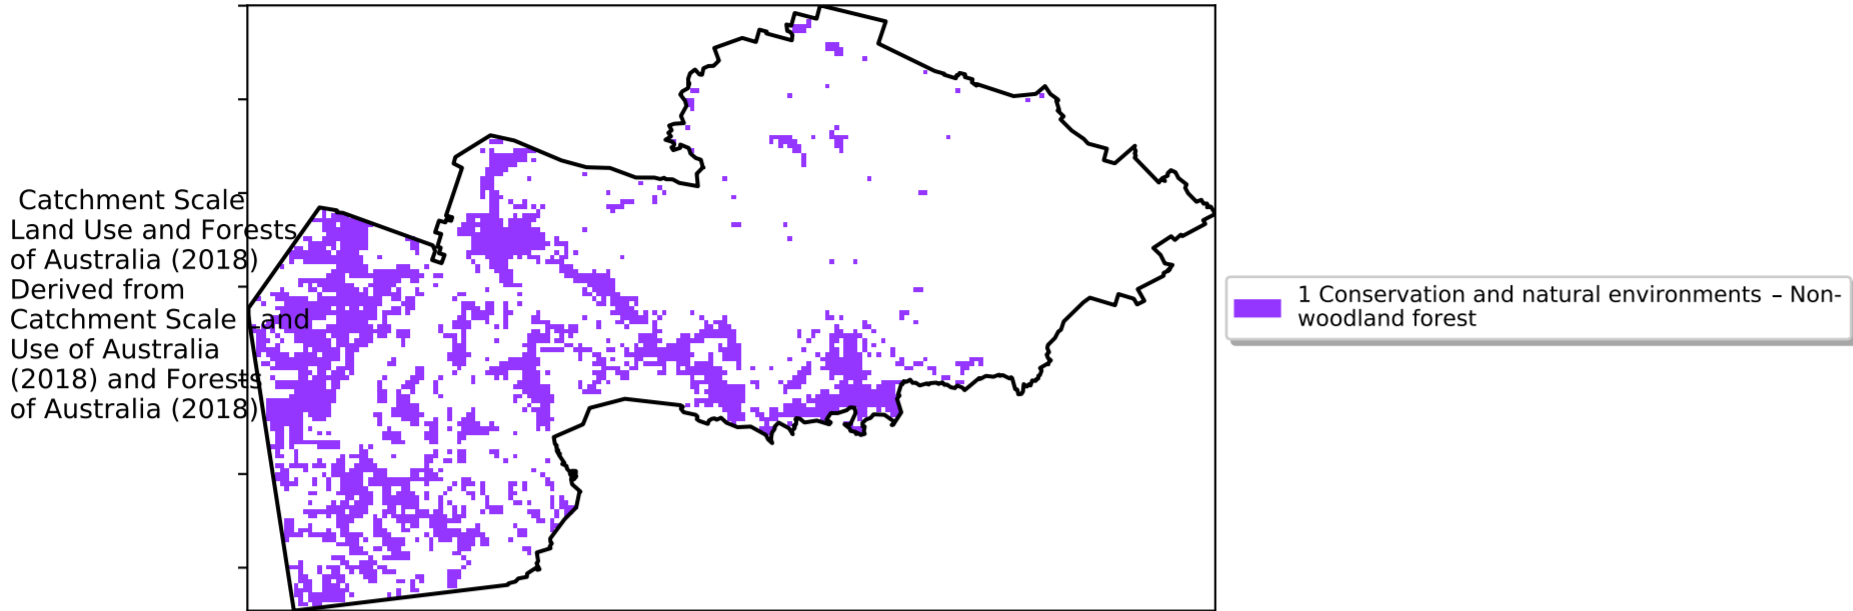 Catchment Scale
Land Use and Forests
of Australia (2018)
Derived from
Catchment Scale Land
Use of Australia
(2018) and Forests
of Australia (2018)
1 Conservation and natural environments – Non-
woodland forest